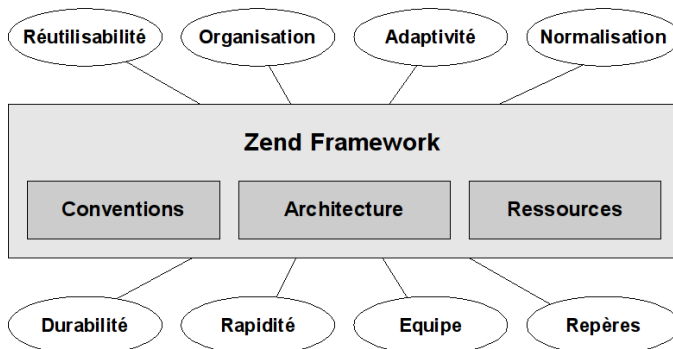 Réutilisabilité
Organisation
Adaptivité
Normalisation
Zend Framework
Conventions
Architecture
Ressources
Durabilité
Rapidité
Equipe
Repères